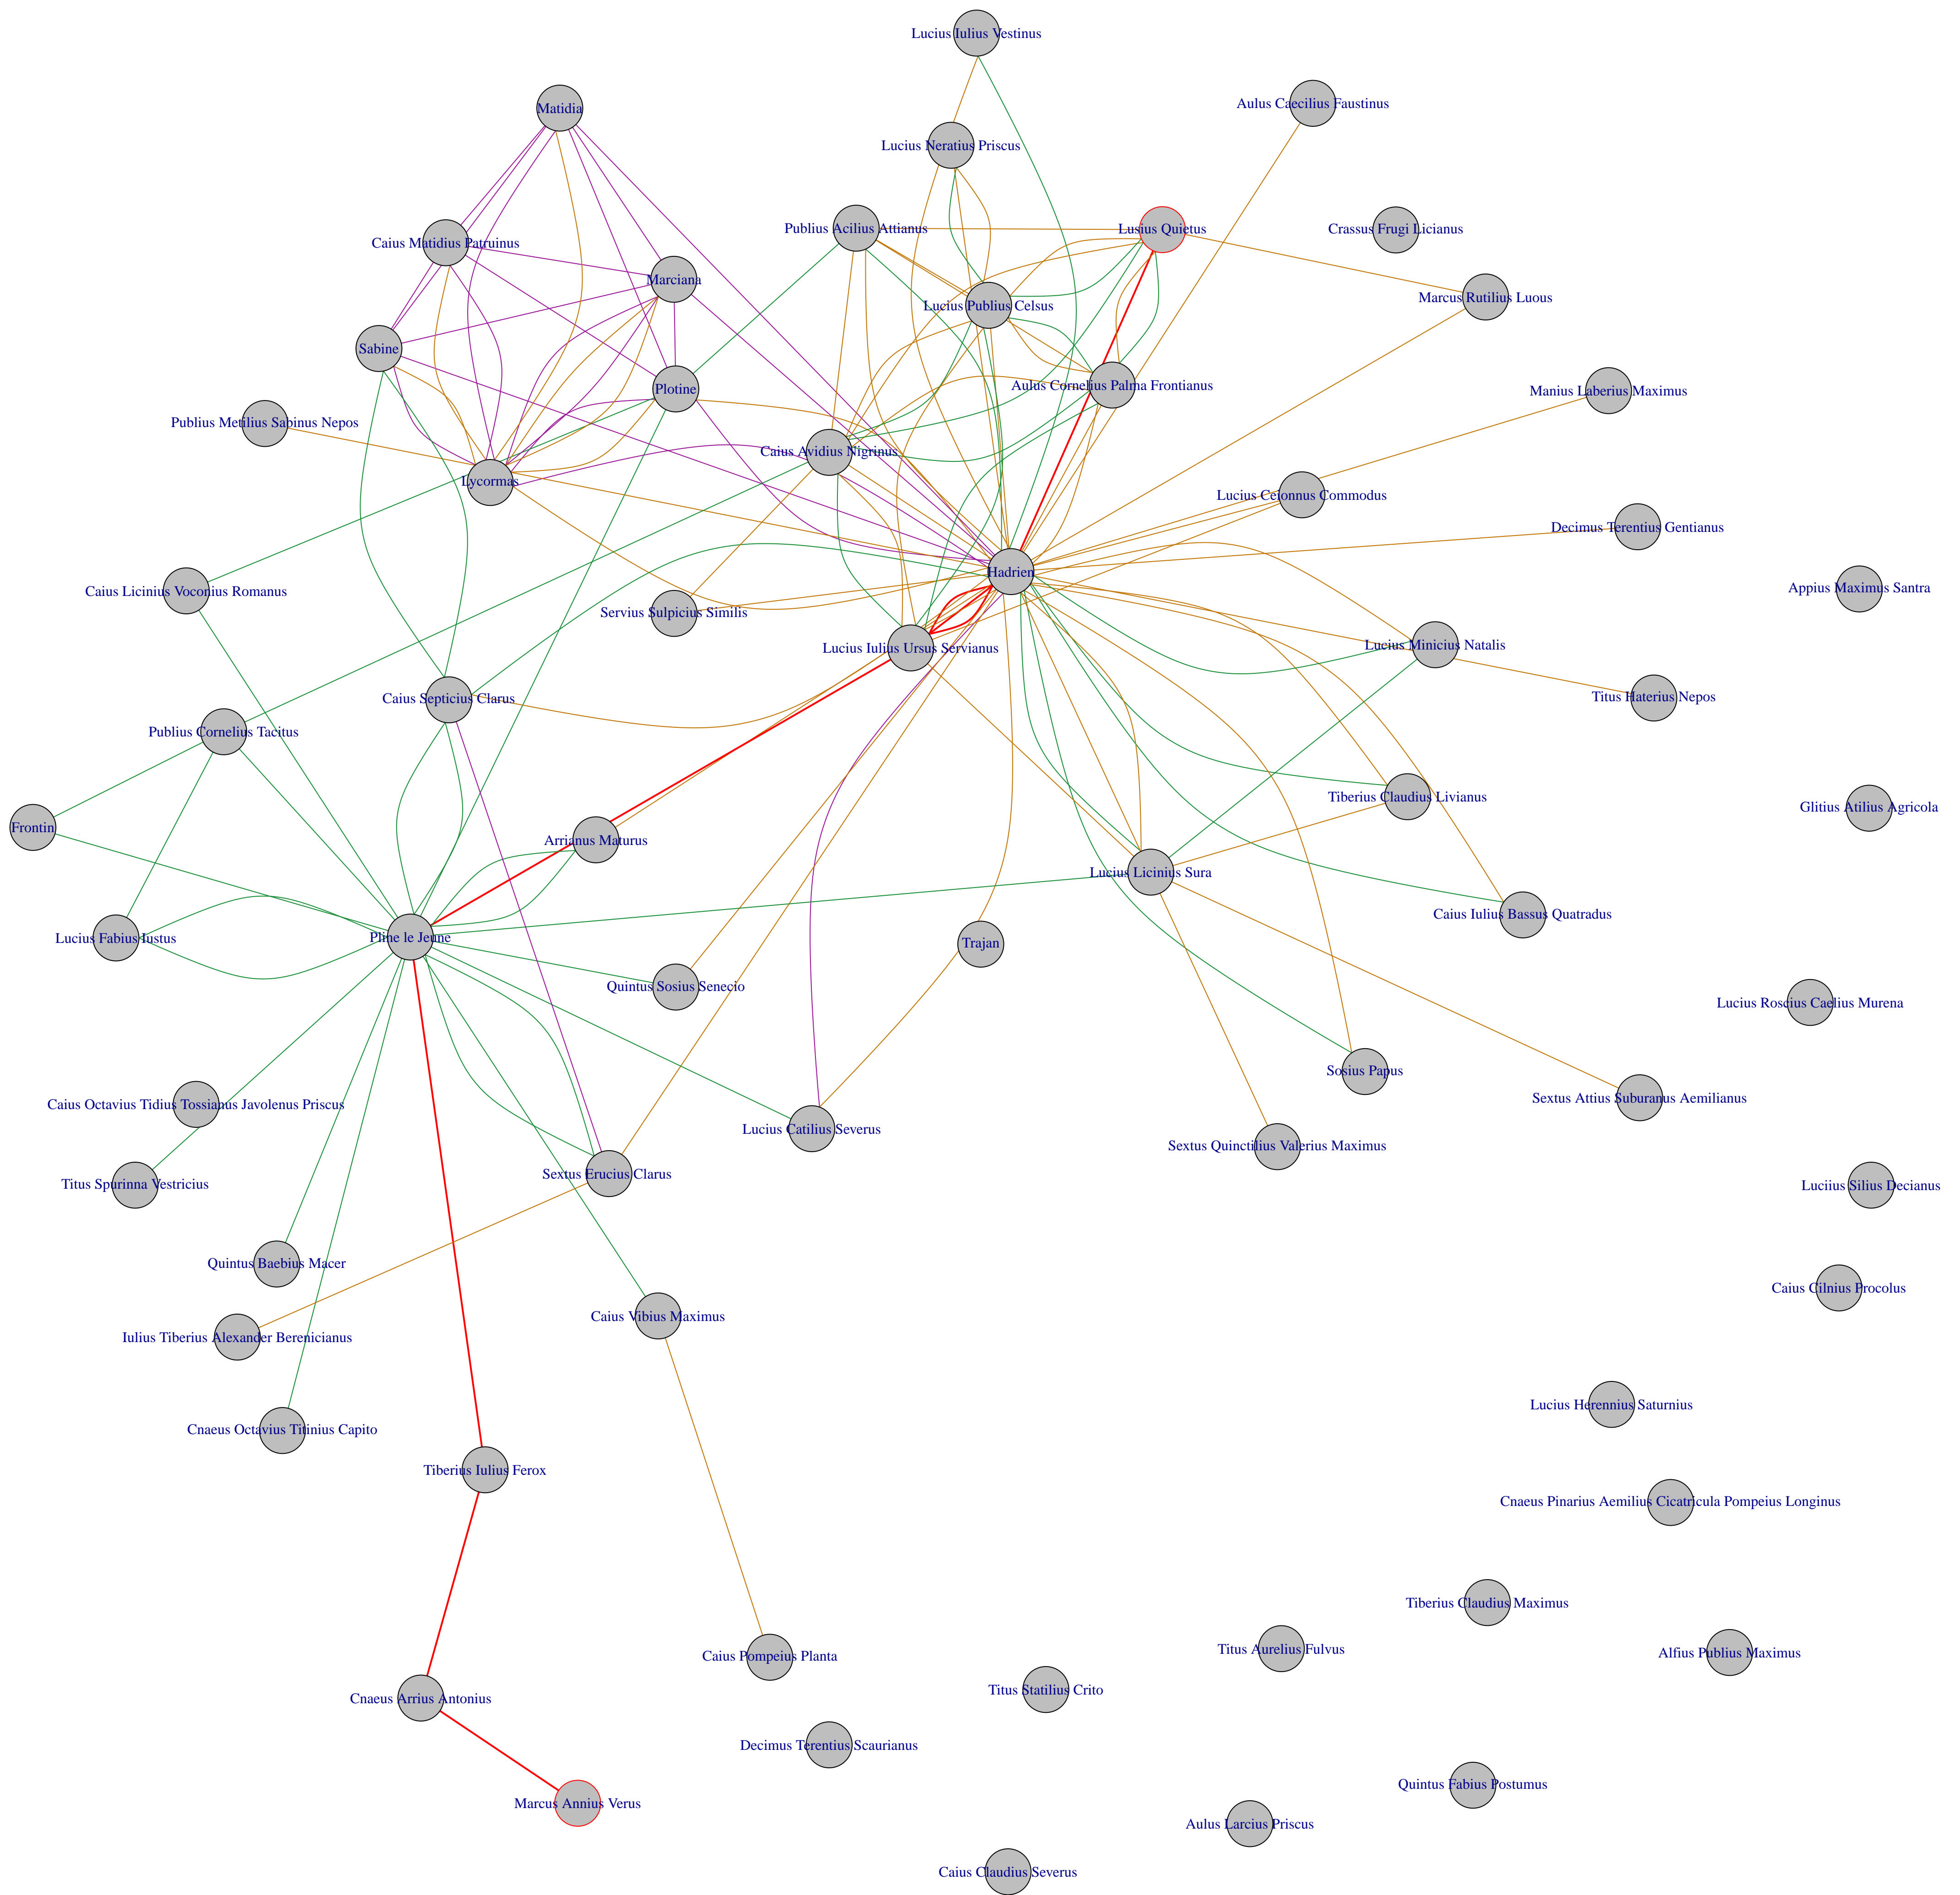 Lucius Iulius Vestinus
Matidia
Aulus Caecilius Faustinus
Lucius Neratius Priscus
Publius Acilius Attianus
Lusius Quietus
Crassus Frugi Licianus
Caius Matidius Patruinus
Marciana
Marcus Rutilius Luous
Lucius Publius Celsus
Sabine
Plotine
Aulus Cornelius Palma Frontianus
Manius Laberius Maximus
Publius Metilius Sabinus Nepos
Caius Avidius Nigrinus
Lycormas
Lucius Ceionnus Commodus
Decimus Terentius Gentianus
Hadrien
Caius Licinius Voconius Romanus
Appius Maximus Santra
Servius Sulpicius Similis
Lucius Iulius Ursus Servianus
Lucius Minicius Natalis
Caius Septicius Clarus
Titus Haterius Nepos
Publius Cornelius Tacitus
Tiberius Claudius Livianus
Glitius Atilius Agricola
Frontin
Arrianus Maturus
Lucius Licinius Sura
Caius Iulius Bassus Quatradus
Lucius Fabius Iustus
Pline le Jeune
Trajan
Quintus Sosius Senecio
Lucius Roscius Caelius Murena
Sosius Papus
Sextus Attius Suburanus Aemilianus
Caius Octavius Tidius Tossianus Javolenus Priscus
Lucius Catilius Severus
Sextus Quinctilius Valerius Maximus
Sextus Erucius Clarus
Titus Spurinna Vestricius
Luciius Silius Decianus
Quintus Baebius Macer
Caius Cilnius Procolus
Caius Vibius Maximus
Iulius Tiberius Alexander Berenicianus
Lucius Herennius Saturnius
Cnaeus Octavius Titinius Capito
Tiberius Iulius Ferox
Cnaeus Pinarius Aemilius Cicatricula Pompeius Longinus
Tiberius Claudius Maximus
Titus Aurelius Fulvus
Alfius Publius Maximus
Caius Pompeius Planta
Titus Statilius Crito
Cnaeus Arrius Antonius
Decimus Terentius Scaurianus
Quintus Fabius Postumus
Marcus Annius Verus
Aulus Larcius Priscus
Caius Claudius Severus